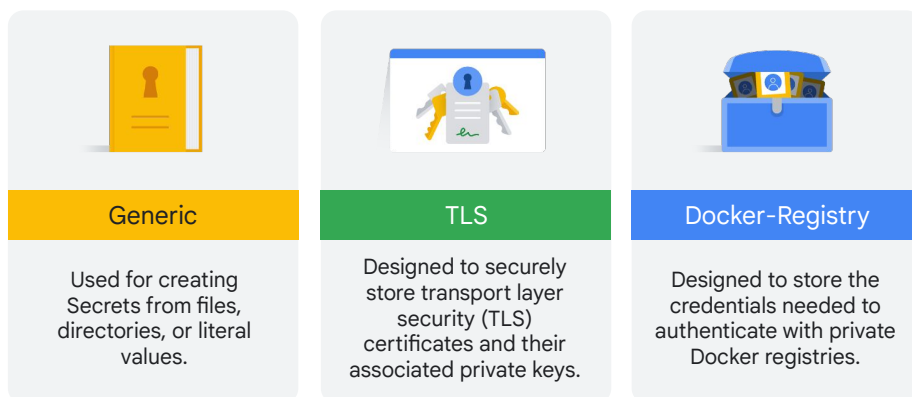 Generic
Used for creating
Secrets from files,
directories, or literal
values.
TLS
Designed to securely
store transport layer
security (TLS)
certificates and their
associated private keys.
Docker-Registry
Designed to store the
credentials needed to
authenticate with private
Docker registries.